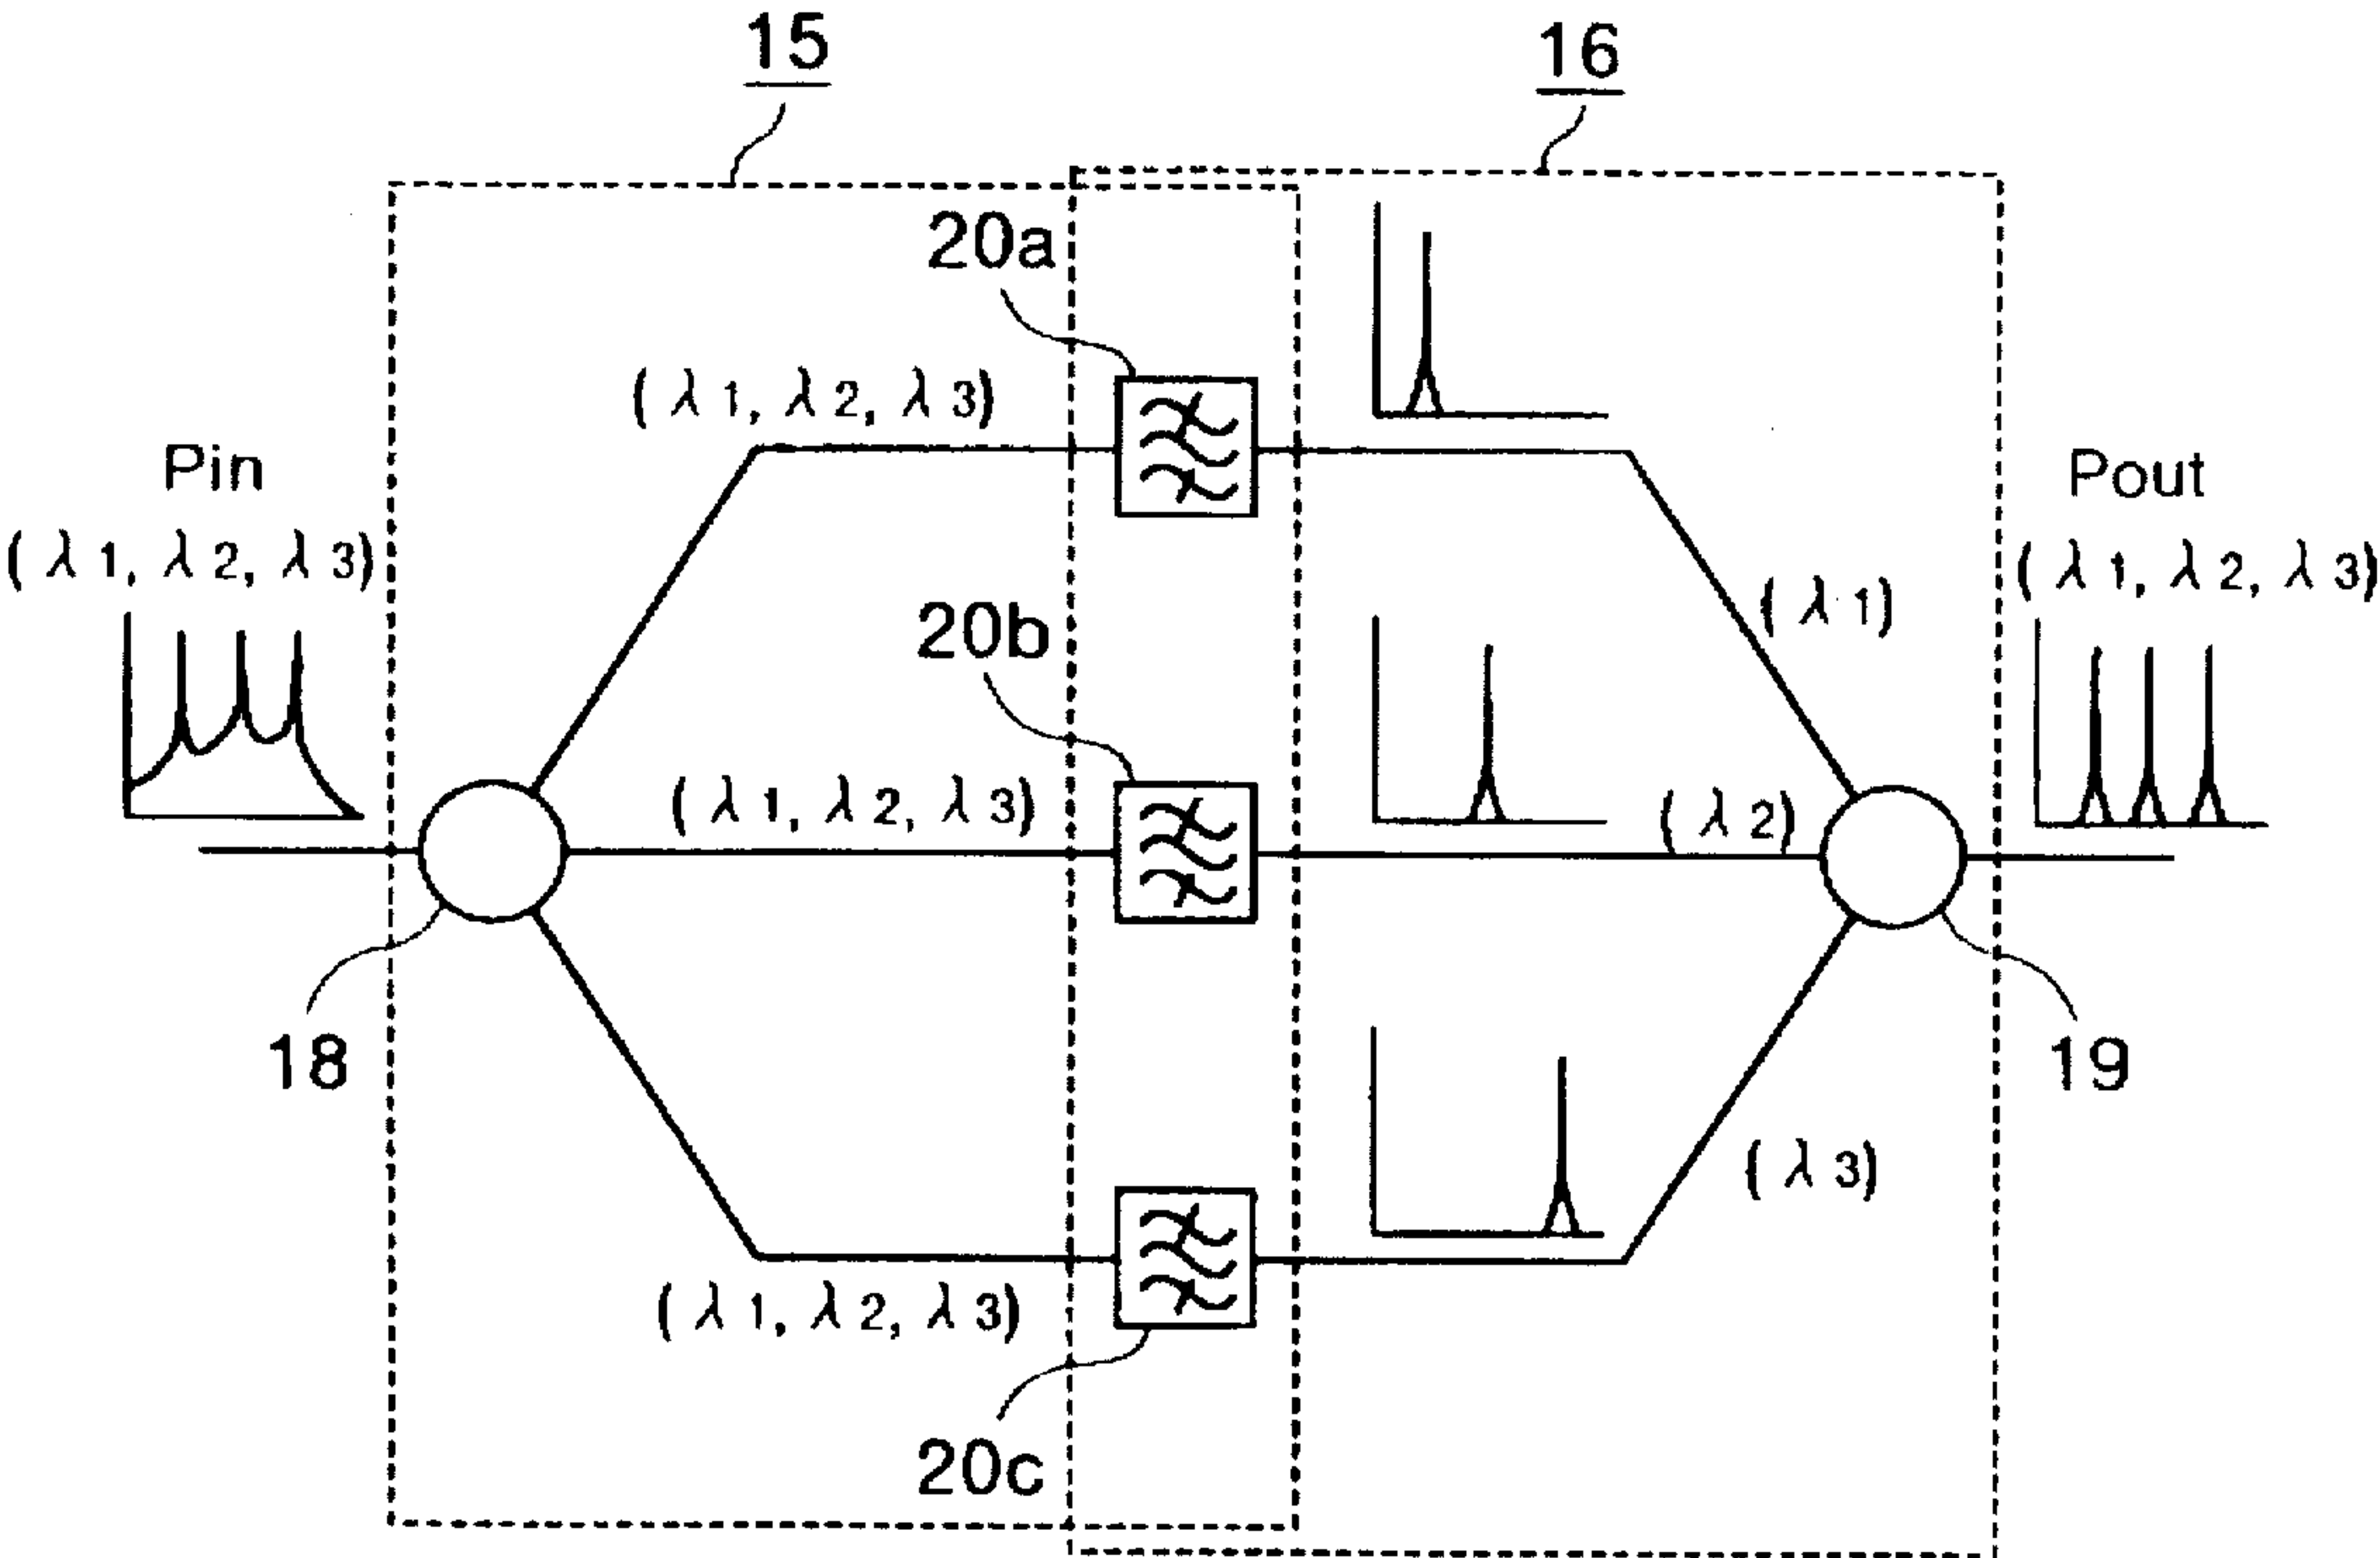 15
16
20a
(λ1, λ2, λ3)
Pin
(λ1, λ2, λ3)
Pout
(λ1, λ2, λ3)
(λ1)
20b
(λ1, λ2, λ3)
(λ2)
18
19
(λ3)
(λ1, λ2, λ3)
20c